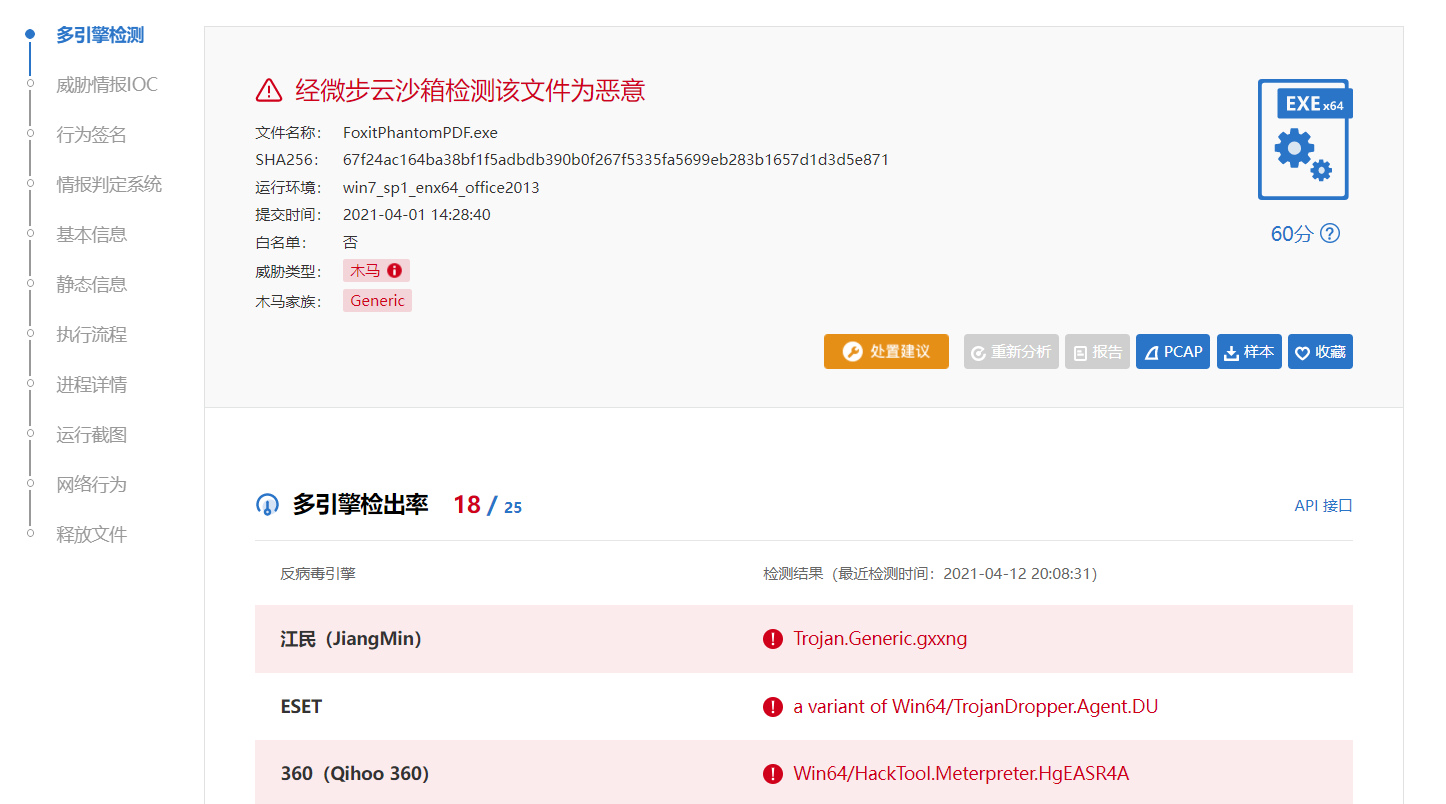 多引擎检测
威胁情报IOC
行为签名
情报判定系统
基本信息
静态信息
执行流程
进程详情
运行截图
网络行为
释放文件
经微步云沙箱检测该文件为恶意
文件名称： FoxitPhantomPDF.exe
SHA256： 67f24ac164ba38bf1f5adbdb390b0f267f5335fa5699eb283b1657d1d3d5e871
运行环境： win7_sp1_enx64_office2013
提交时间： 2021-04-01 14:28:40
白名单： 否
威胁类型： 木马
木马家族： Generic
EXE x64
60分
处置建议 重新分析 报告 PCAP 样本 收藏
多引擎检出率 18 / 25 API 接口
反病毒引擎 检测结果（最近检测时间：2021-04-12 20:08:31）
江民（JiangMin） Trojan.Generic.gxxng
ESET a variant of Win64/TrojanDropper.Agent.DU
360（Qihoo 360） Win64/HackTool.Meterpreter.HgEASR4A